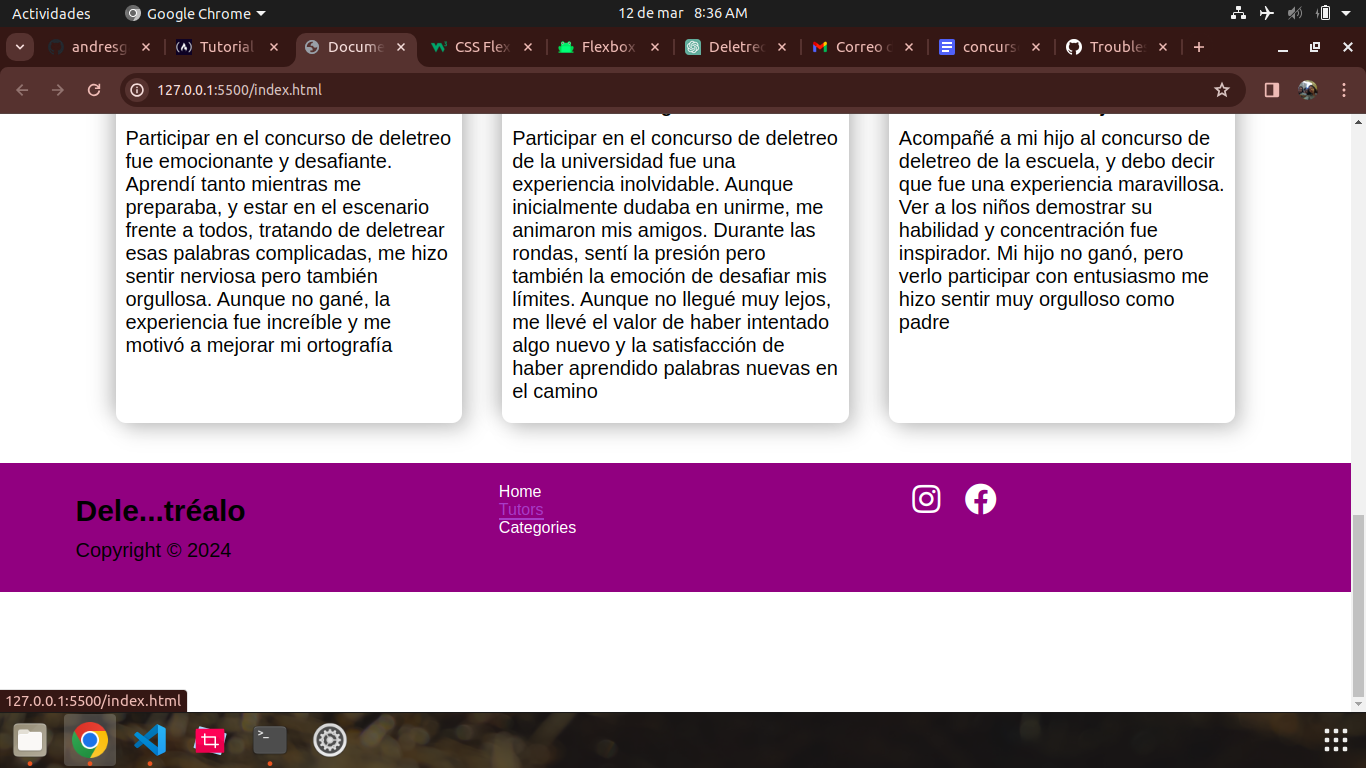 Actividades
Google Chrome
12 de mar 8:36 AM
andresg
Tutorial
Docume
CSS Flex
Flexbox
Deletre
Correo
concurs
Troubles
127.0.0.1:5500/index.html
Participar en el concurso de deletreo
fue emocionante y desafiante.
Aprendí tanto mientras me
preparaba, y estar en el escenario
frente a todos, tratando de deletrear
esas palabras complicadas, me hizo
sentir nerviosa pero también
orgullosa. Aunque no gané, la
experiencia fue increíble y me
motivó a mejorar mi ortografía
Participar en el concurso de deletreo
de la universidad fue una
experiencia inolvidable. Aunque
inicialmente dudaba en unirme, me
animaron mis amigos. Durante las
rondas, sentí la presión pero
también la emoción de desafiar mis
límites. Aunque no llegué muy lejos,
me llevé el valor de haber intentado
algo nuevo y la satisfacción de
haber aprendido palabras nuevas en
el camino
Acompañé a mi hijo al concurso de
deletreo de la escuela, y debo decir
que fue una experiencia maravillosa.
Ver a los niños demostrar su
habilidad y concentración fue
inspirador. Mi hijo no ganó, pero
verlo participar con entusiasmo me
hizo sentir muy orgulloso como
padre
Dele...tréalo
Copyright © 2024
Home
Tutors
Categories
127.0.0.1:5500/index.html